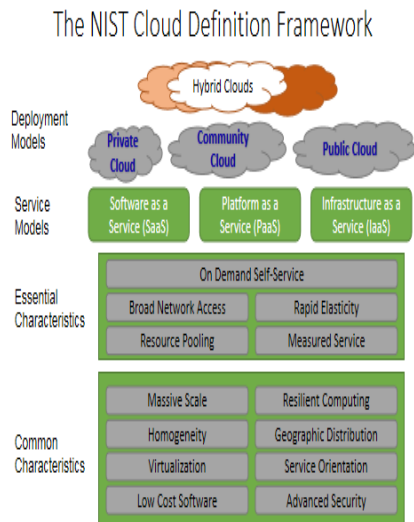 The NIST Cloud Definition Framework
Hybrid Clouds
Deployment
Models
Private
Cloud
Community
Cloud
Public Cloud
Service
Models
Software as a
Service (SaaS)
Platform as a
Service (PaaS)
Infrastructure as a
Service (IaaS)
Essential
Characteristics
On Demand Self-Service
Broad Network Access
Rapid Elasticity
Resource Pooling
Measured Service
Common
Characteristics
Massive Scale
Resilient Computing
Homogeneity
Geographic Distribution
Virtualization
Service Orientation
Low Cost Software
Advanced Security